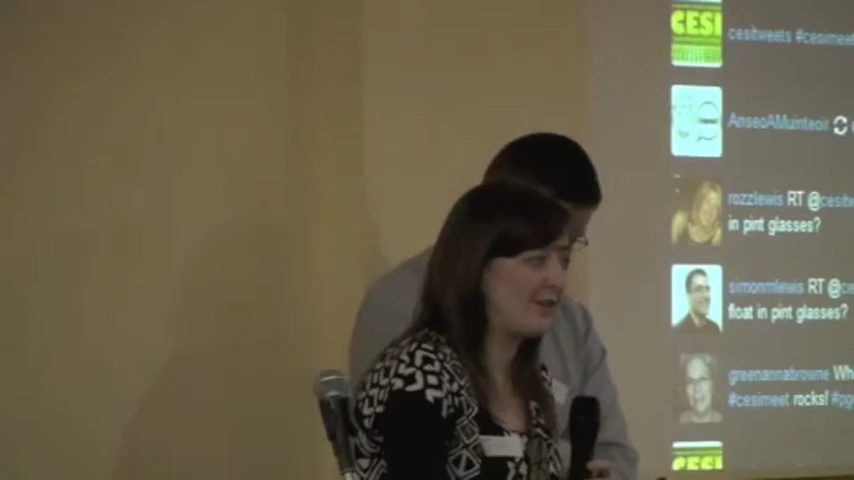 CESI
cesitweets #cesimeet
AnseoAMuinteoir
rozzlewis RT @cesitw
in pint glasses?
simonmlewis RT @ce
float in pint glasses?
greenannabrowne Wh
#cesimeet rocks! #pg
CESI